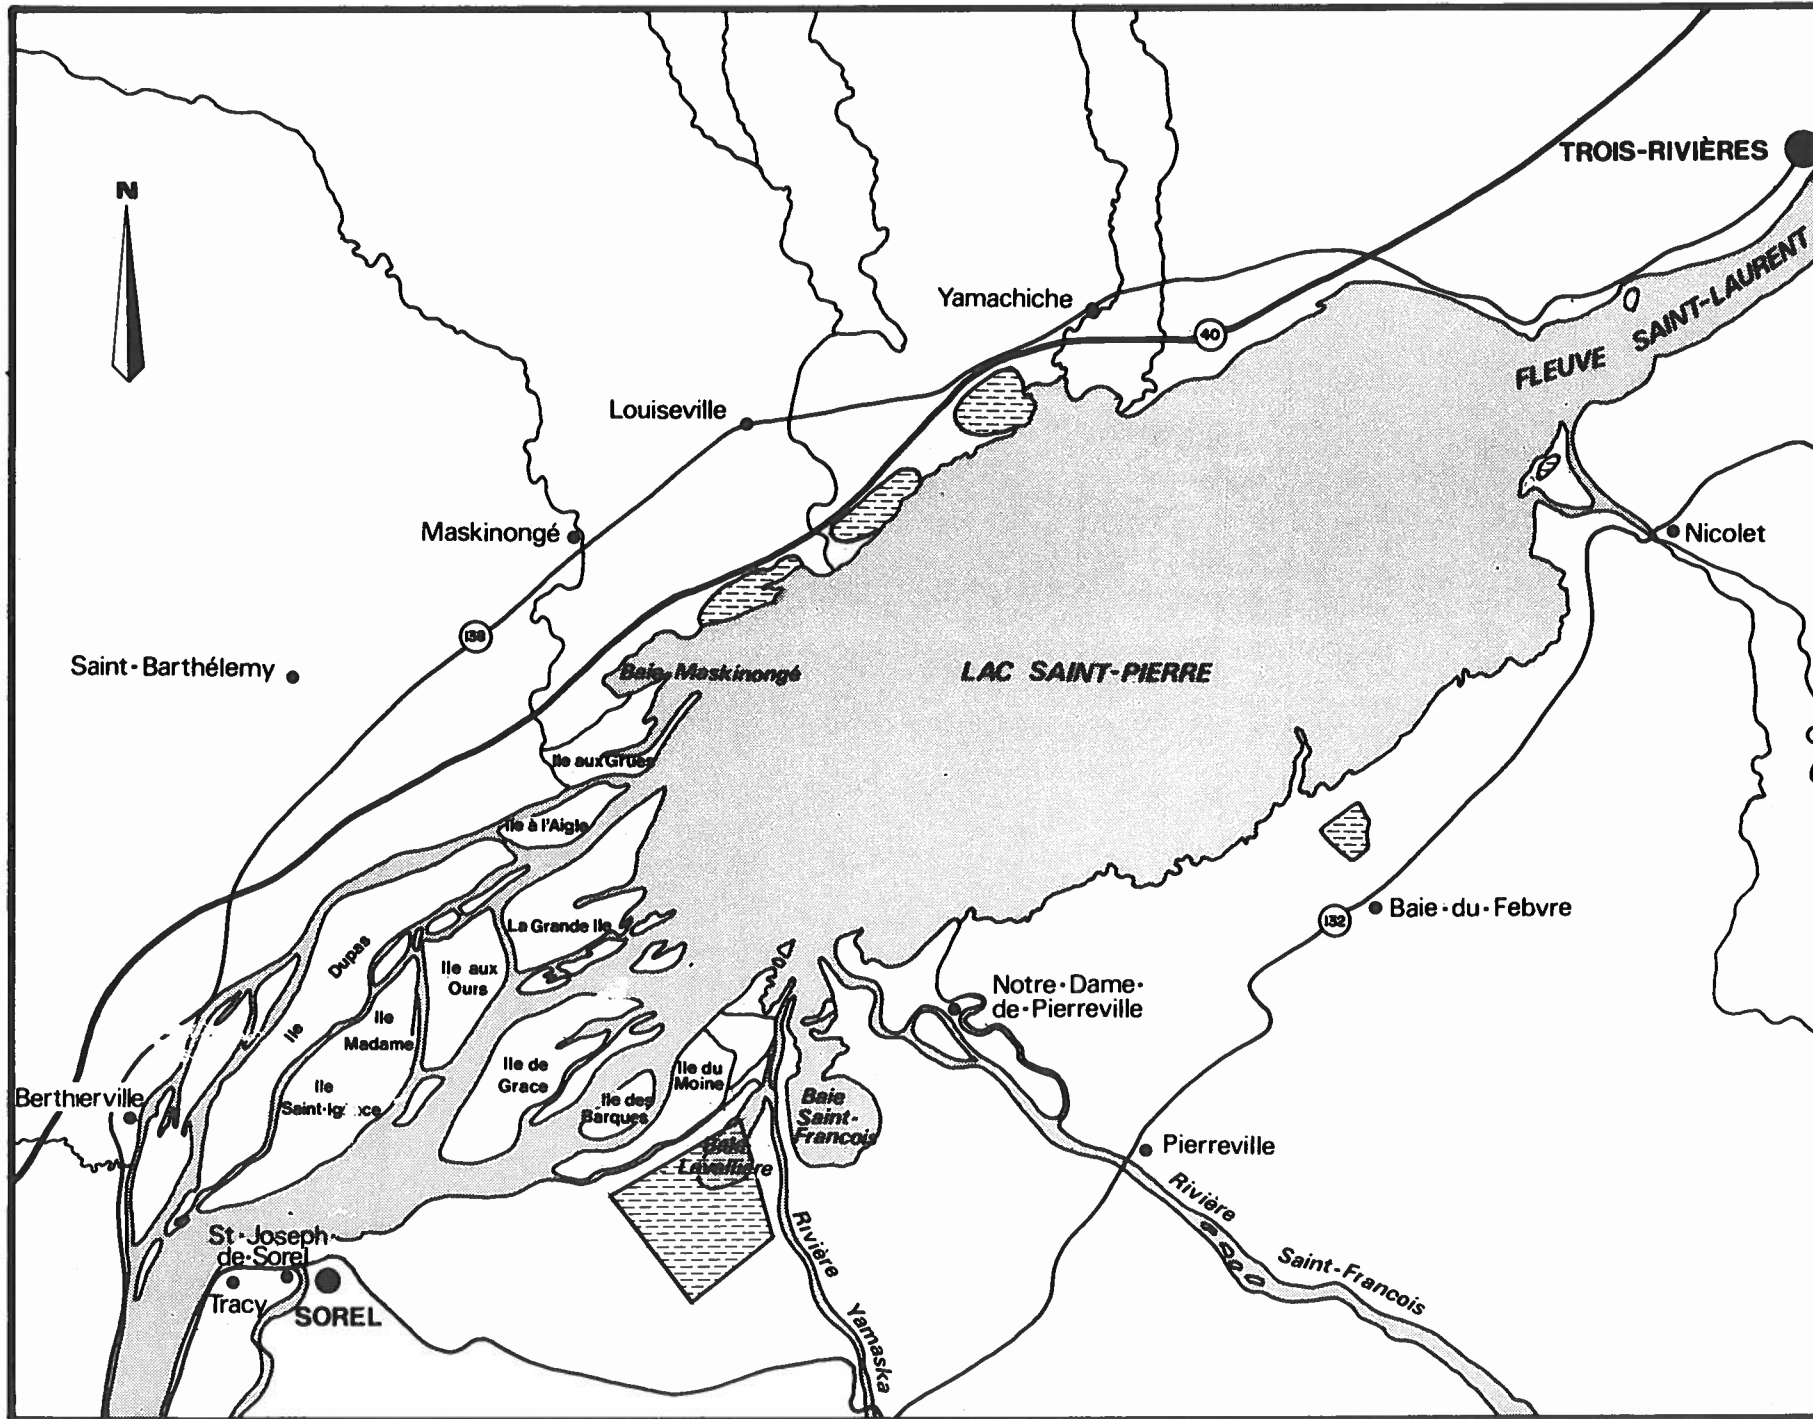 TROIS-RIVIÈRES
N
FLEUVE SAINT-LAURENT
Yamachiche
40
Louiseville
Maskinongé
Nicolet
138
Saint-Barthélemy
Baie Maskinongé
LAC SAINT-PIERRE
Ile aux Grues
Ile à l'Aigle
La Grande Ile
132
Baie-du-Febvre
Ile Dupas
Ile aux
Ours
Notre-Dame-
de-Pierreville
Ile
Madame
Ile de
Grace
Ile du
Moine
Ile
Ile des
Barques
Baie
Saint-
François
Berthierville
Baie
Lavallière
Pierreville
Rivière Saint-François
St-Joseph-
de-Sorel
Tracy
SOREL
Rivière Yamaska